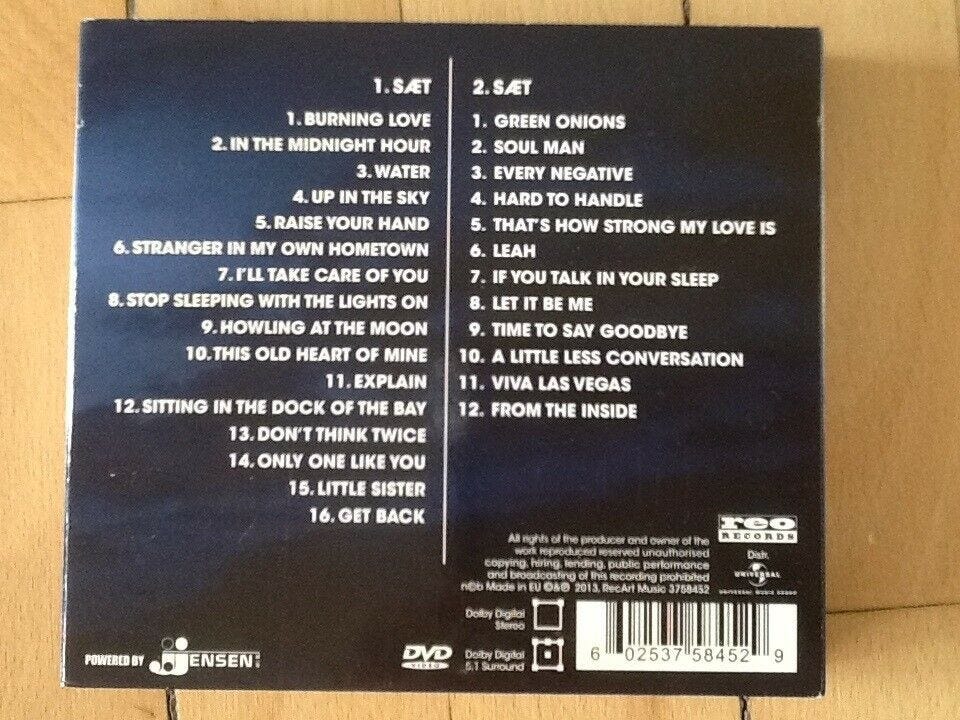 1. SÆT
1. BURNING LOVE
2. IN THE MIDNIGHT HOUR
3. WATER
4. UP IN THE SKY
5. RAISE YOUR HAND
6. STRANGER IN MY OWN HOMETOWN
7. I'LL TAKE CARE OF YOU
8. STOP SLEEPING WITH THE LIGHTS ON
9. HOWLING AT THE MOON
10. THIS OLD HEART OF MINE
11. EXPLAIN
12. SITTING IN THE DOCK OF THE BAY
13. DON'T THINK TWICE
14. ONLY ONE LIKE YOU
15. LITTLE SISTER
16. GET BACK
2. SÆT
1. GREEN ONIONS
2. SOUL MAN
3. EVERY NEGATIVE
4. HARD TO HANDLE
5. THAT'S HOW STRONG MY LOVE IS
6. LEAH
7. IF YOU TALK IN YOUR SLEEP
8. LET IT BE ME
9. TIME TO SAY GOODBYE
10. A LITTLE LESS CONVERSATION
11. VIVA LAS VEGAS
12. FROM THE INSIDE
All rights of the producer and owner of the
work reproduced reserved unauthorised
copying, hiring, lending, public performance
and broadcasting of this recording prohibited
n©b Made in EU ©&℗ 2013, RecArt Music 3758452
reo
RECORDS
Distr.
UNIVERSAL
UNIVERSAL MUSIC
POWERED BY JJENSEN
DVD
VIDEO
Dolby Digital
Stereo
Dolby Digital
5.1 Surround
6 02537 58452 9